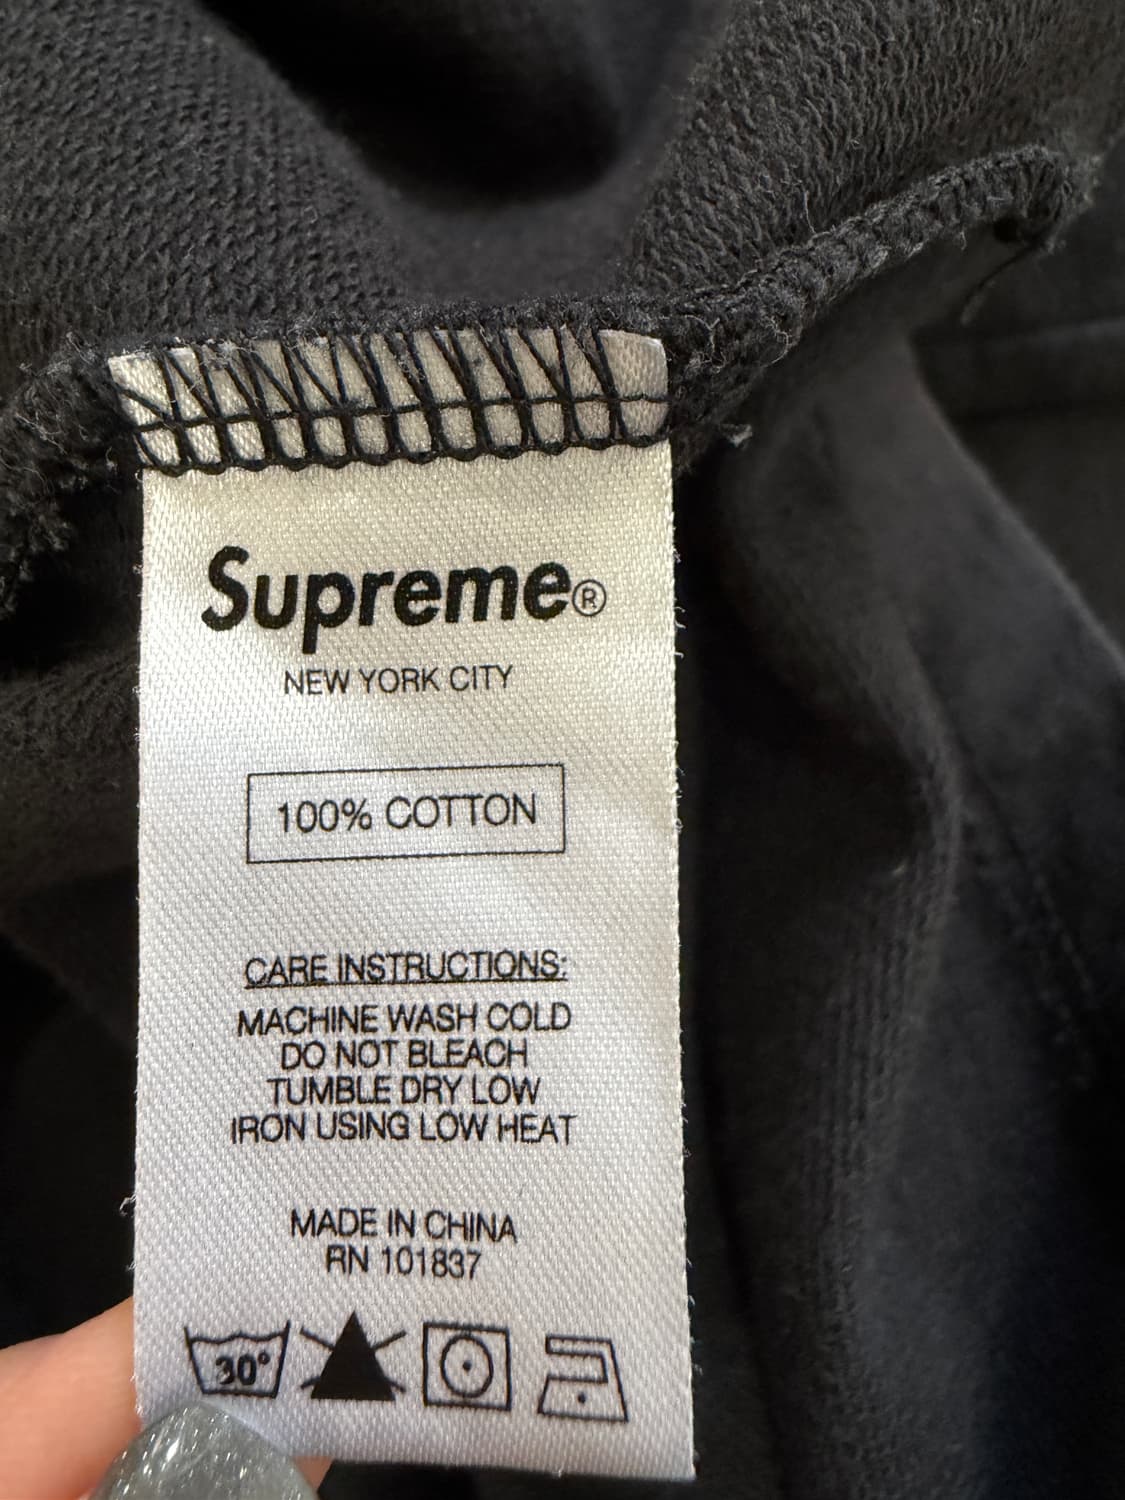 Supreme®
NEW YORK CITY
100% COTTON
CARE INSTRUCTIONS:
MACHINE WASH COLD
DO NOT BLEACH
TUMBLE DRY LOW
IRON USING LOW HEAT
MADE IN CHINA
RN 101837
30°